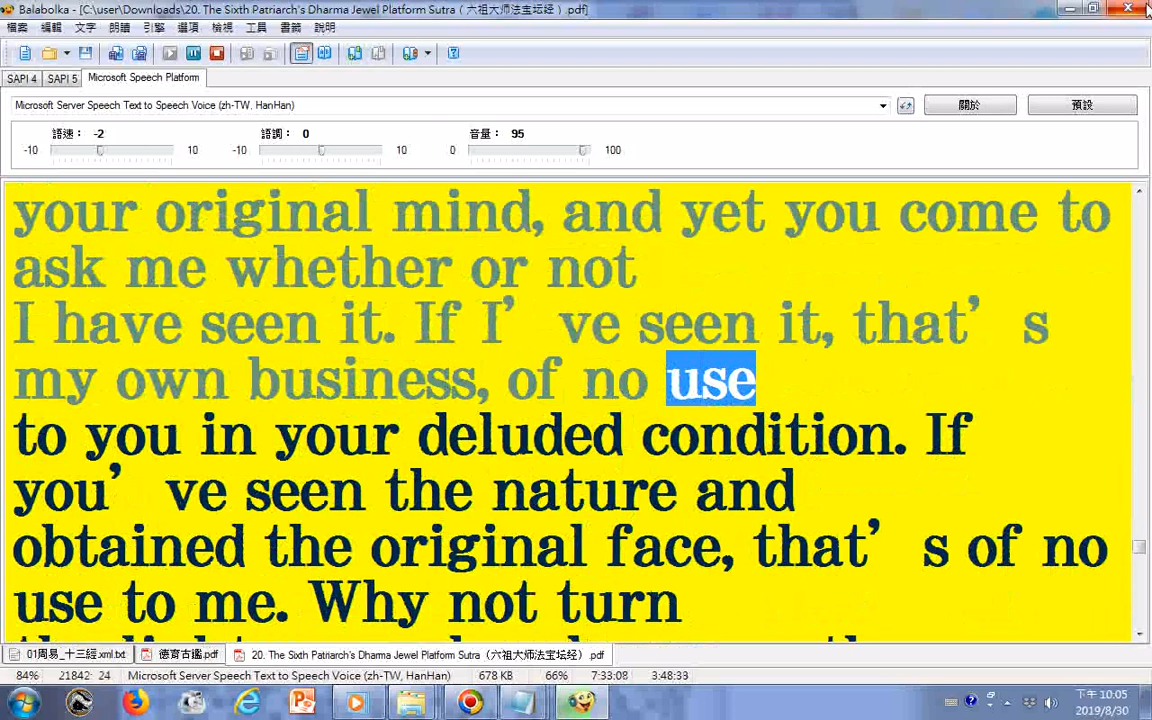 Balabolka - [C:\user\Downloads\20. The Sixth Patriarch's Dharma Jewel Platform Sutra（六祖大师法宝坛经）.pdf]
檔案 編輯 文字 朗讀 引擎 選項 檢視 工具 書籤 說明
SAPI 4 SAPI 5 Microsoft Speech Platform
Microsoft Server Speech Text to Speech Voice (zh-TW, HanHan) 關於 預設
語速： -2 語調： 0 音量： 95
-10 10 -10 10 0 100
your original mind, and yet you come to
ask me whether or not
I have seen it. If I’ve seen it, that’s
my own business, of no use
to you in your deluded condition. If
you’ve seen the nature and
obtained the original face, that’s of no
use to me. Why not turn
01周易_十三經.xml.txt 德育古鑑.pdf 20. The Sixth Patriarch's Dharma Jewel Platform Sutra（六祖大师法宝坛经）.pdf
84% 21842: 24 Microsoft Server Speech Text to Speech Voice (zh-TW, HanHan) 678 KB 66% 7:33:08 3:48:33
下午 10:05
2019/8/30